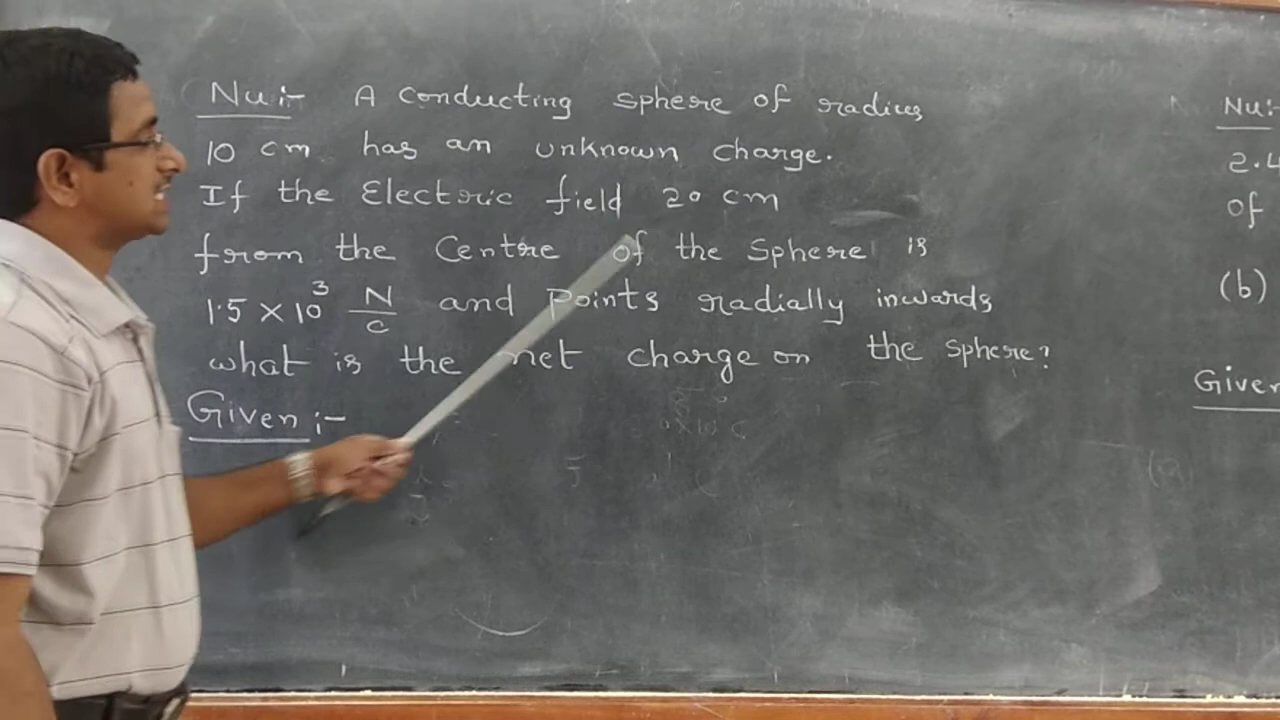 Nu:- A conducting sphere of radius
10 cm has an unknown charge.
If the Electric field 20 cm
from the Centre of the Sphere is
1.5 × 10³ N/C and points radially inwards
what is the net charge on the sphere?
Given :-
Nu:
2.4
of
(b)
Given
(a)